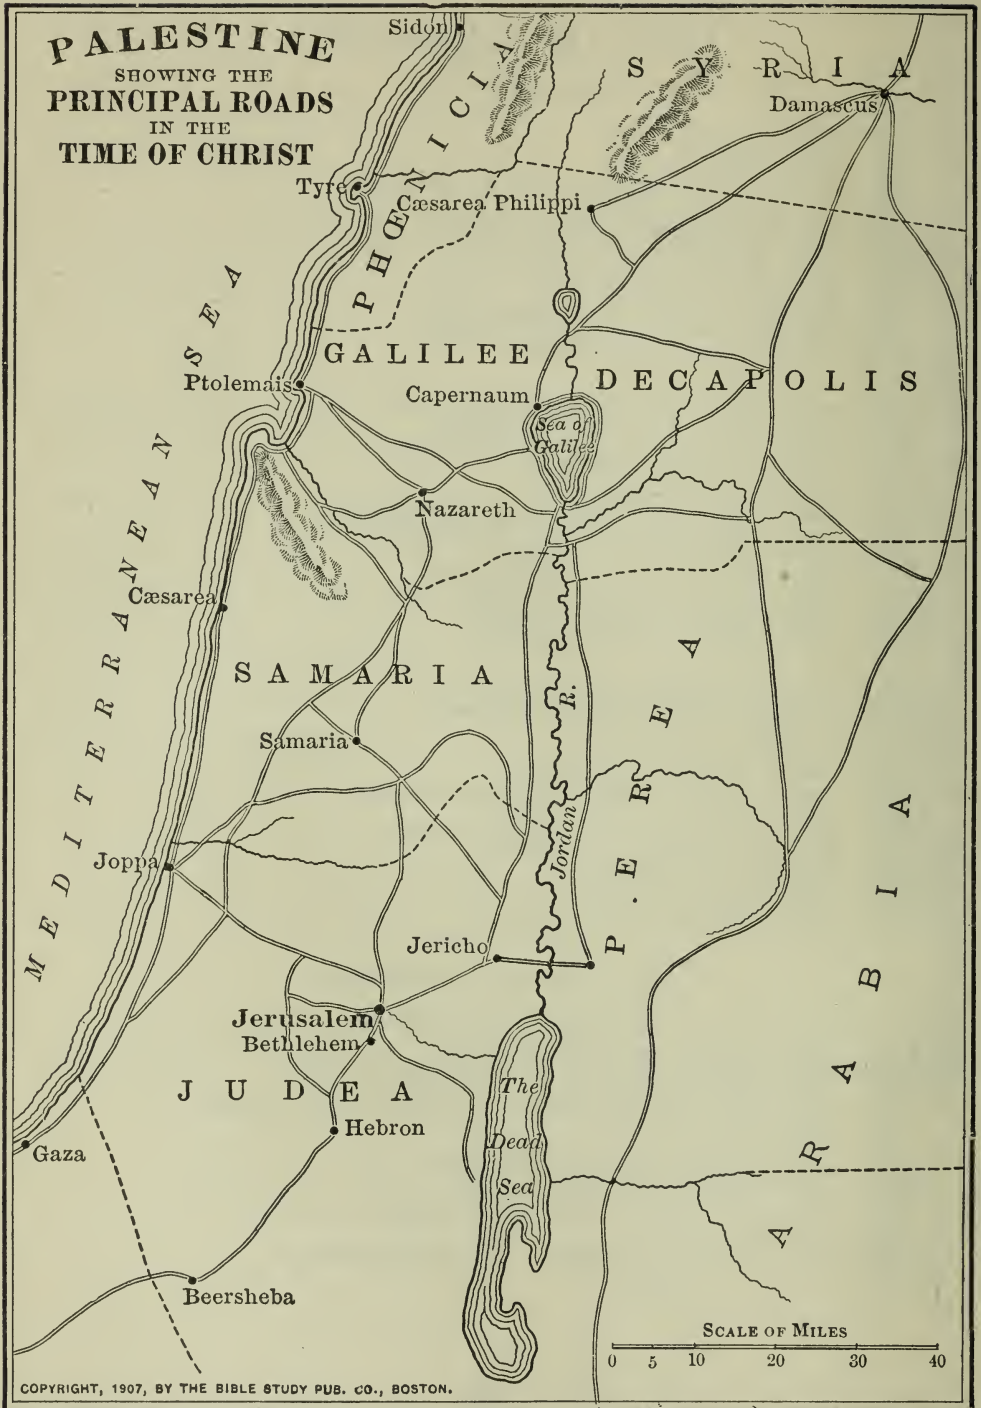 PALESTINE
SHOWING THE
PRINCIPAL ROADS
IN THE
TIME OF CHRIST
Sidon
PHŒNICIA
SYRIA
Damascus
Tyre
Cæsarea Philippi
MEDITERRANEAN SEA
GALILEE
Ptolemais
Capernaum
DECAPOLIS
Sea of
Galilee
Nazareth
Cæsarea
SAMARIA
Samaria
Jordan R.
PEREA
Joppa
Jericho
ARABIA
Jerusalem
Bethlehem
JUDEA
The
Dead
Sea
Hebron
Gaza
Beersheba
SCALE OF MILES
0 5 10 20 30 40
COPYRIGHT, 1907, BY THE BIBLE STUDY PUB. CO., BOSTON.